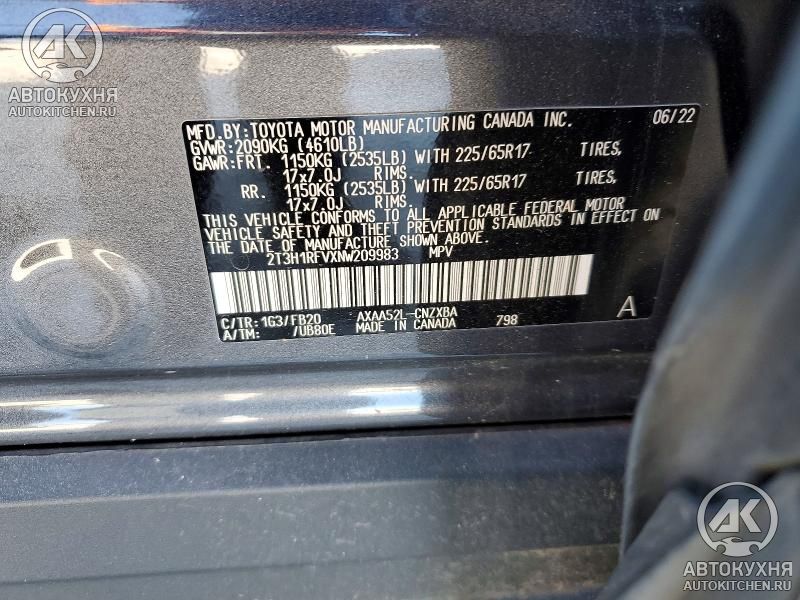 AK
АВТОКУХНЯ
AUTOKITCHEN.RU
MFD.BY:TOYOTA MOTOR MANUFACTURING CANADA INC. 06/22
GVWR:2090KG (4610LB)
GAWR:FRT. 1150KG (2535LB) WITH 225/65R17 TIRES,
17x7.0J RIMS.
RR. 1150KG (2535LB) WITH 225/65R17 TIRES,
17x7.0J RIMS.
THIS VEHICLE CONFORMS TO ALL APPLICABLE FEDERAL MOTOR
VEHICLE SAFETY AND THEFT PREVENTION STANDARDS IN EFFECT ON
THE DATE OF MANUFACTURE SHOWN ABOVE.
2T3H1RFVXNW209983 MPV
C/TR: 1G3/FB20 AXAA52L-CNZXBA
A/TM: /UB80E MADE IN CANADA 798 A
AK
АВТОКУХНЯ
AUTOKITCHEN.RU